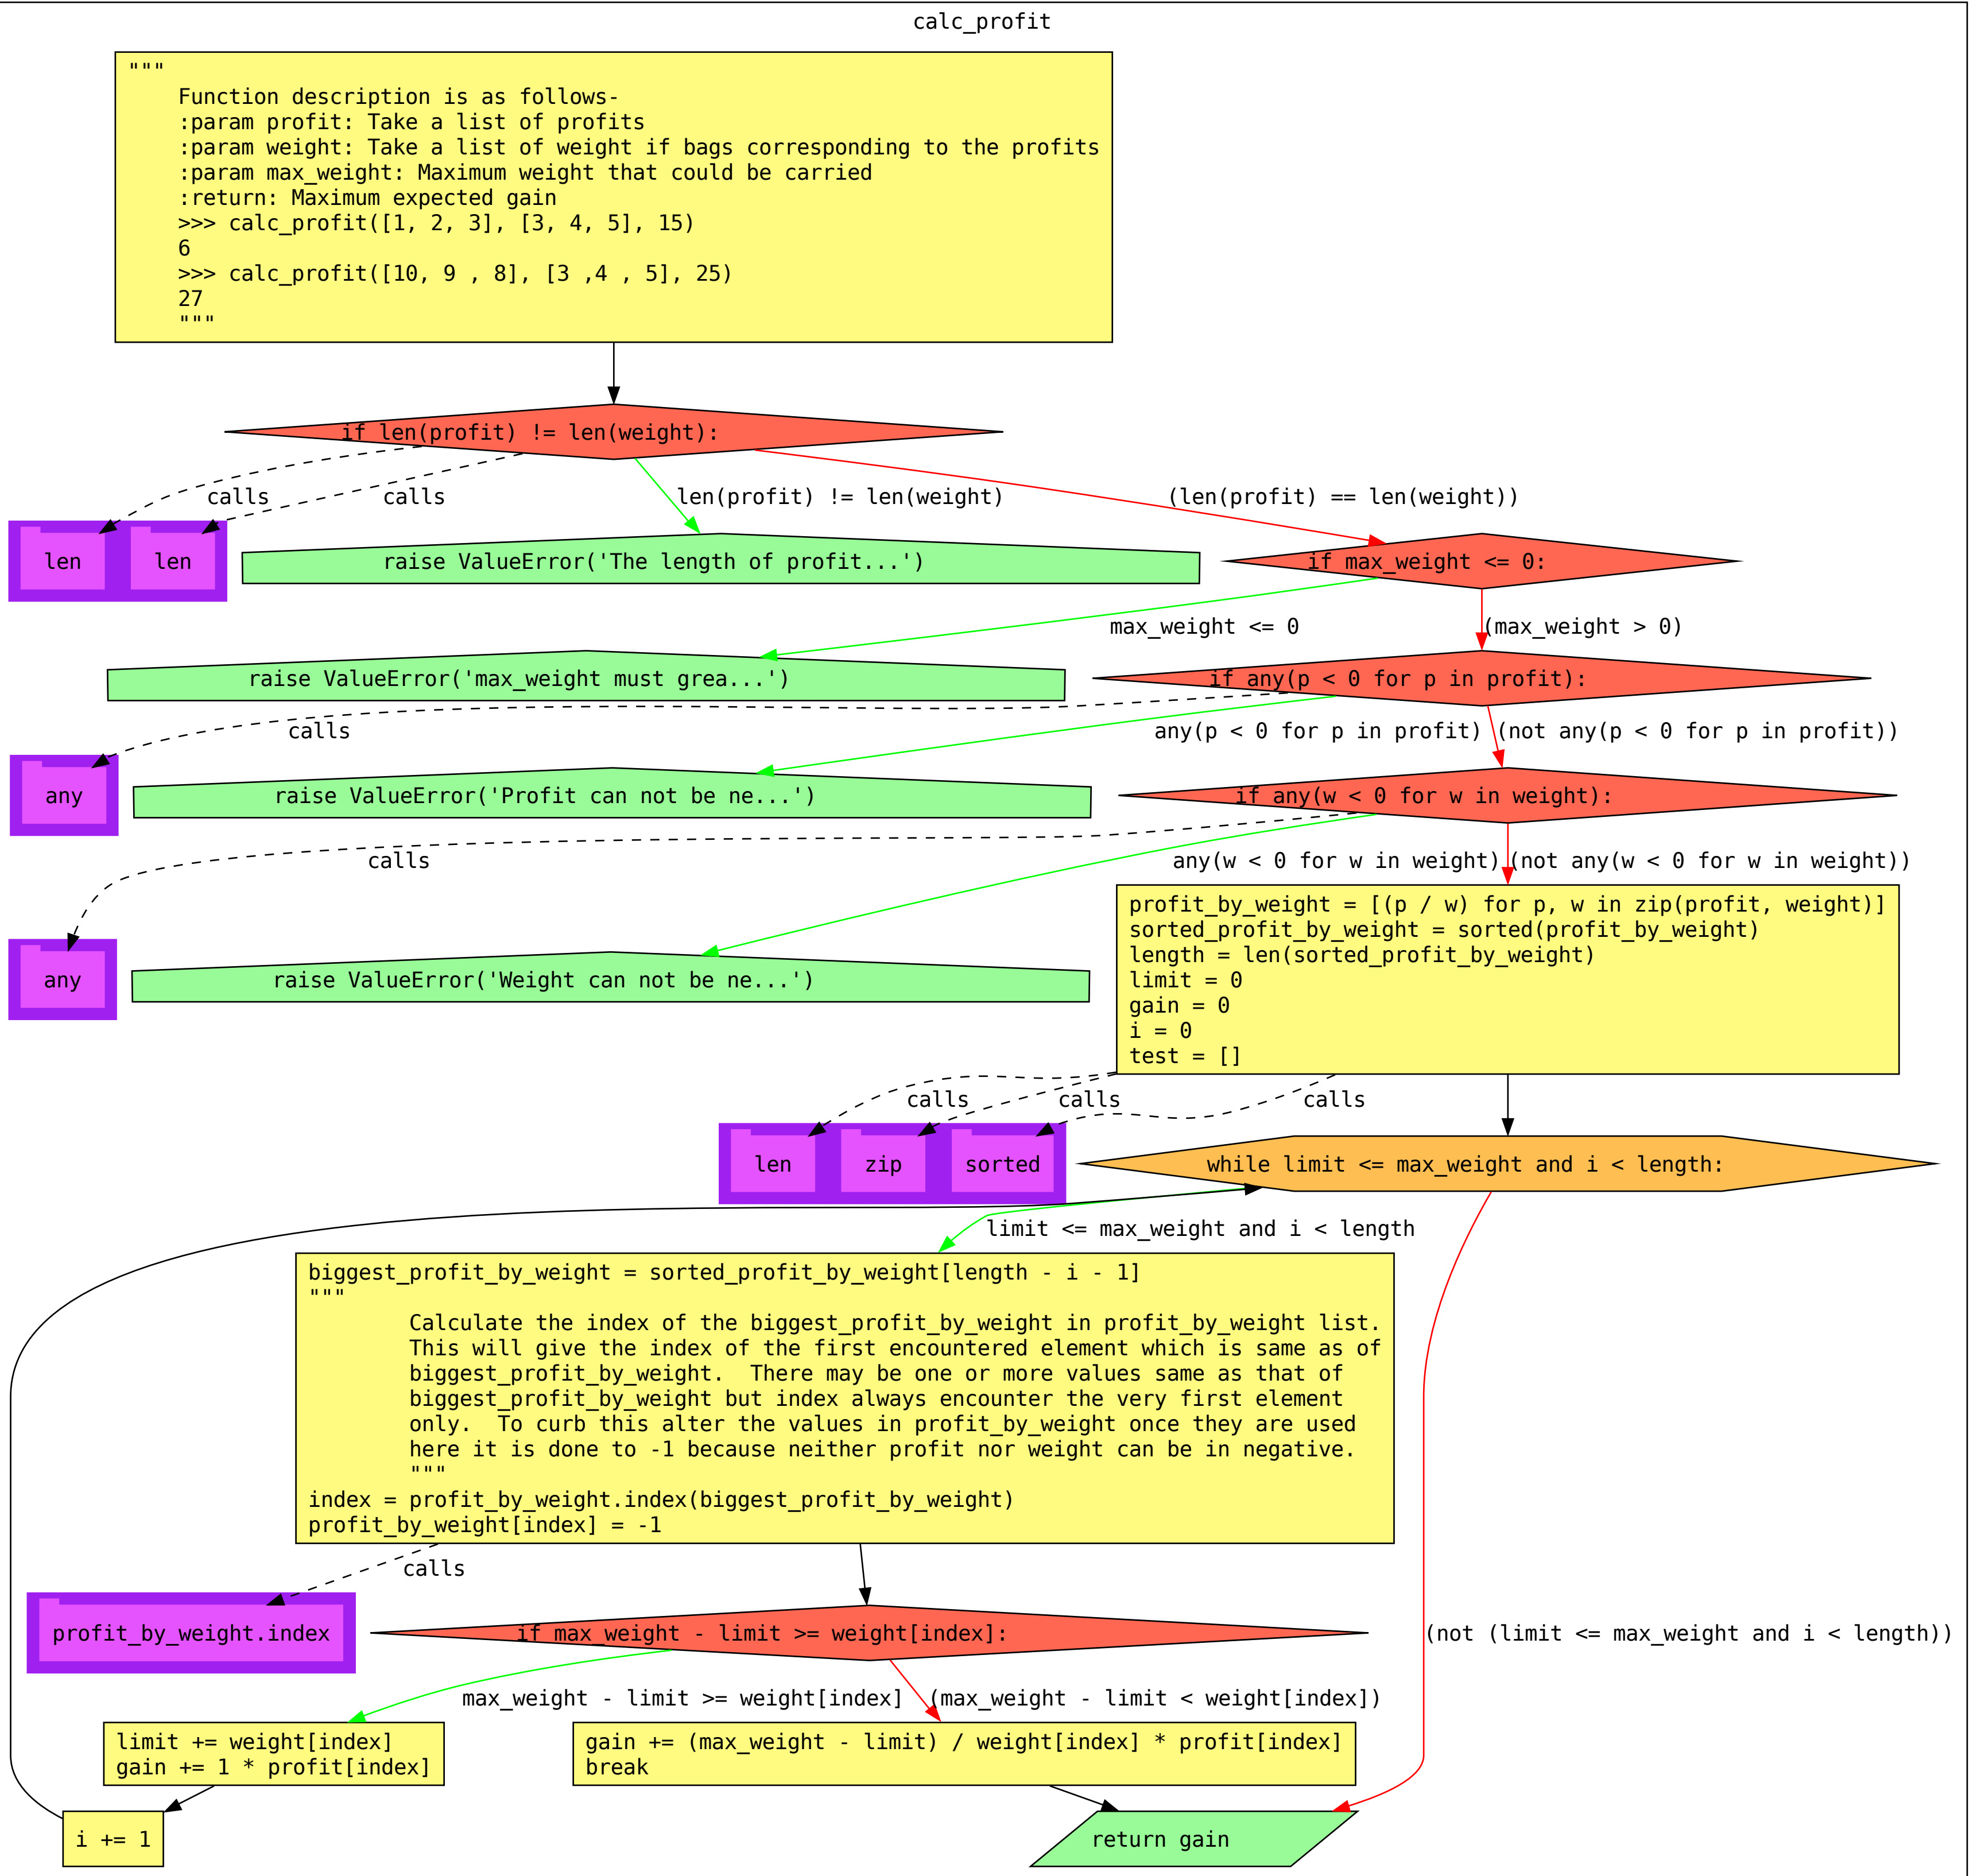 calc_profit
"""
Function description is as follows-
:param profit: Take a list of profits
:param weight: Take a list of weight if bags corresponding to the profits
:param max_weight: Maximum weight that could be carried
:return: Maximum expected gain
>>> calc_profit([1, 2, 3], [3, 4, 5], 15)
6
>>> calc_profit([10, 9 , 8], [3 ,4 , 5], 25)
27
"""
if len(profit) != len(weight):
calls
calls
len(profit) != len(weight)
(len(profit) == len(weight))
len
len
raise ValueError('The length of profit...')
if max_weight <= 0:
max_weight <= 0
(max_weight > 0)
raise ValueError('max_weight must grea...')
if any(p < 0 for p in profit):
calls
any(p < 0 for p in profit)
(not any(p < 0 for p in profit))
any
raise ValueError('Profit can not be ne...')
if any(w < 0 for w in weight):
calls
any(w < 0 for w in weight)
(not any(w < 0 for w in weight))
any
raise ValueError('Weight can not be ne...')
profit_by_weight = [(p / w) for p, w in zip(profit, weight)]
sorted_profit_by_weight = sorted(profit_by_weight)
length = len(sorted_profit_by_weight)
limit = 0
gain = 0
i = 0
test = []
calls
calls
calls
len
zip
sorted
while limit <= max_weight and i < length:
limit <= max_weight and i < length
biggest_profit_by_weight = sorted_profit_by_weight[length - i - 1]
"""
Calculate the index of the biggest_profit_by_weight in profit_by_weight list.
This will give the index of the first encountered element which is same as of
biggest_profit_by_weight.  There may be one or more values same as that of
biggest_profit_by_weight but index always encounter the very first element
only.  To curb this alter the values in profit_by_weight once they are used
here it is done to -1 because neither profit nor weight can be in negative.
"""
index = profit_by_weight.index(biggest_profit_by_weight)
profit_by_weight[index] = -1
calls
profit_by_weight.index
if max_weight - limit >= weight[index]:
(not (limit <= max_weight and i < length))
max_weight - limit >= weight[index]
(max_weight - limit < weight[index])
limit += weight[index]
gain += 1 * profit[index]
gain += (max_weight - limit) / weight[index] * profit[index]
break
i += 1
return gain